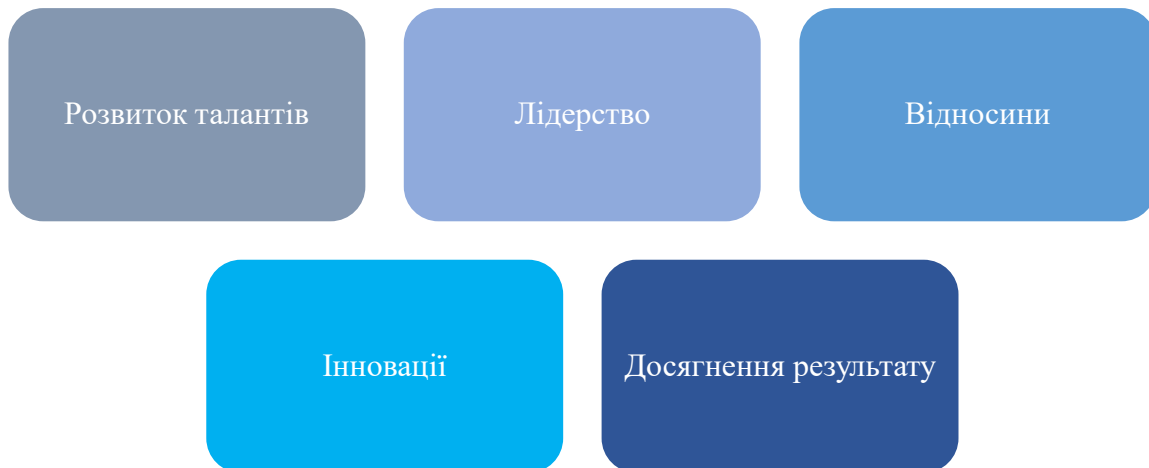 Розвиток талантів
Лідерство
Відносини
Інновації
Досягнення результату